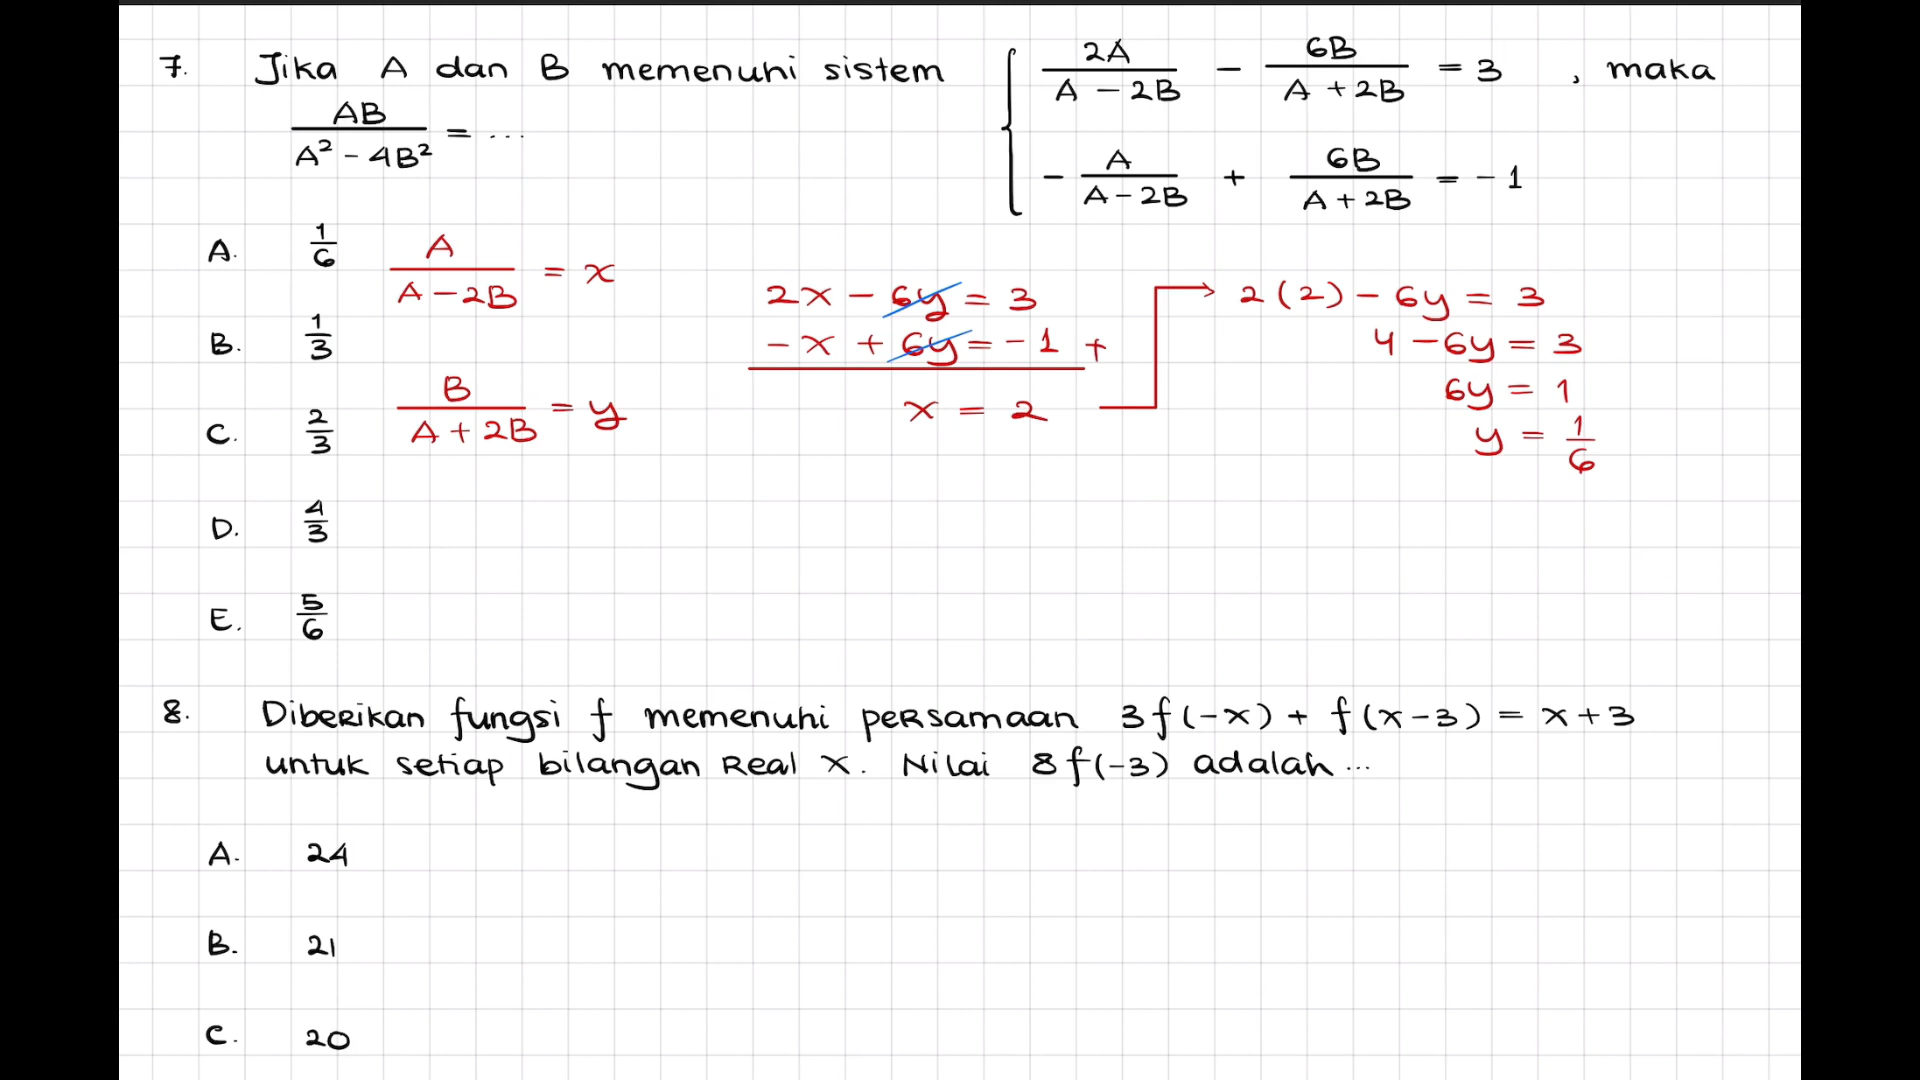 7. Jika A dan B memenuhi sistem { 2A/(A - 2B) - 6B/(A + 2B) = 3 , maka
AB/(A² - 4B²) = ...
- A/(A - 2B) + 6B/(A + 2B) = - 1
A. 1/6
B. 1/3
C. 2/3
D. 4/3
E. 5/6
A/(A - 2B) = x
B/(A + 2B) = y
2x - 6y = 3
- x + 6y = - 1 +
x = 2
2(2) - 6y = 3
4 - 6y = 3
6y = 1
y = 1/6
8. Diberikan fungsi f memenuhi persamaan 3f(-x) + f(x-3) = x+3
untuk setiap bilangan Real x. Nilai 8f(-3) adalah ...
A. 24
B. 21
C. 20